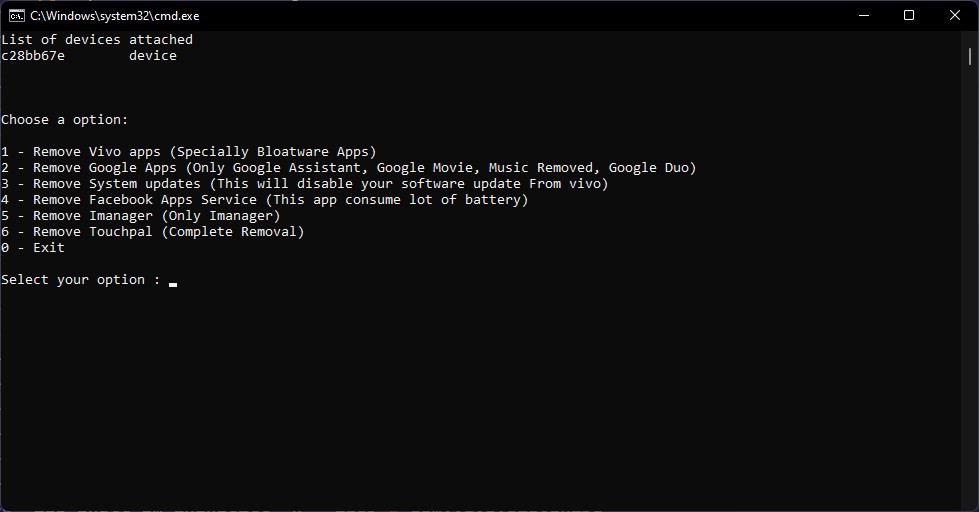 C:\Windows\system32\cmd.exe
List of devices attached
c28bb67e        device
Choose a option:
1 - Remove Vivo apps (Specially Bloatware Apps)
2 - Remove Google Apps (Only Google Assistant, Google Movie, Music Removed, Google Duo)
3 - Remove System updates (This will disable your software update From vivo)
4 - Remove Facebook Apps Service (This app consume lot of battery)
5 - Remove Imanager (Only Imanager)
6 - Remove Touchpal (Complete Removal)
0 - Exit
Select your option :